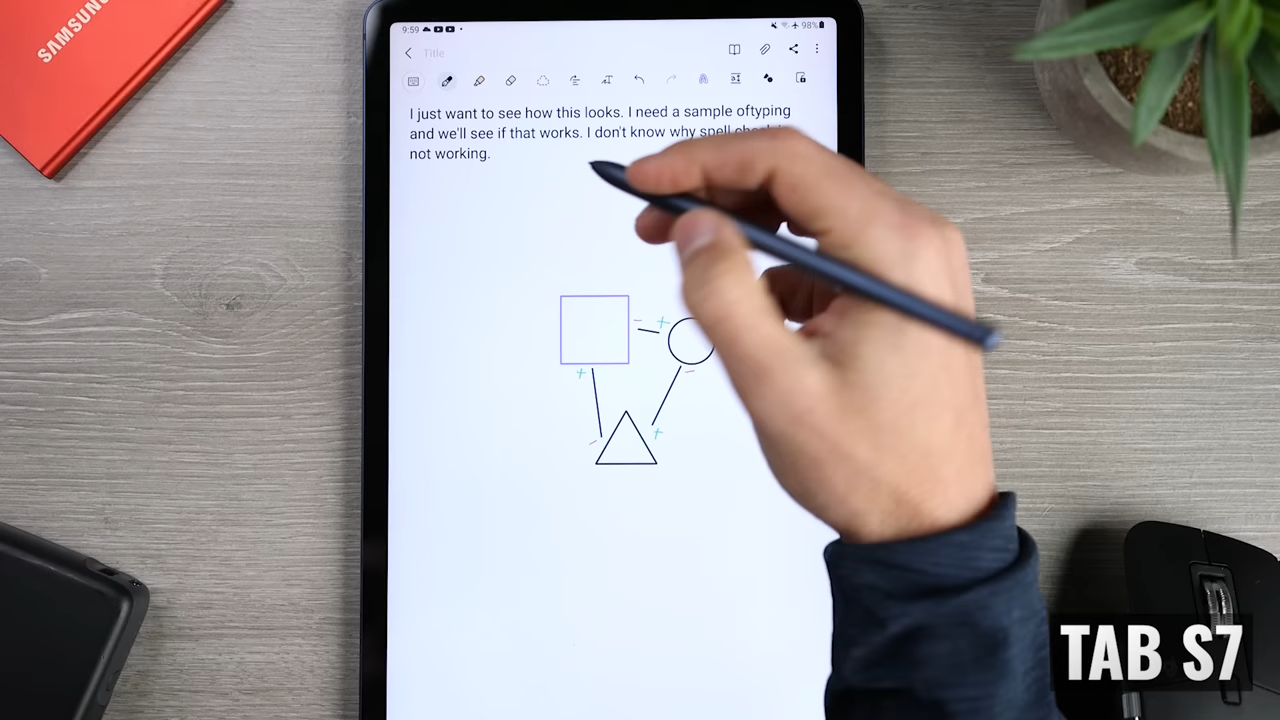 SAMSUNG
9:59
98%
Title
I just want to see how this looks. I need a sample oftyping
and we'll see if that works. I don't know why spell
not working.
TAB S7